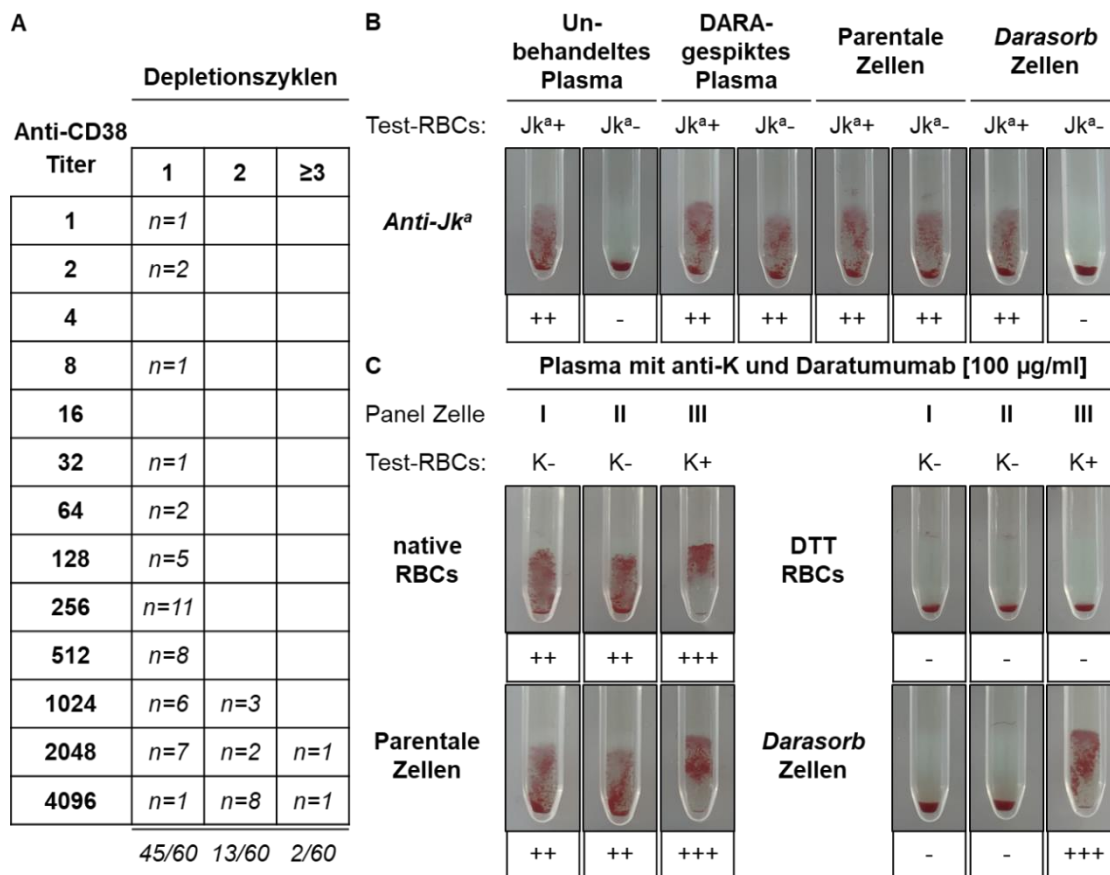 A
Depletionszyklen
Anti-CD38
Titer
1 2 ≥3
1 n=1
2 n=2
4
8 n=1
16
32 n=1
64 n=2
128 n=5
256 n=11
512 n=8
1024 n=6 n=3
2048 n=7 n=2 n=1
4096 n=1 n=8 n=1
45/60 13/60 2/60
B
Un-
behandeltes
Plasma
DARA-
gespiktes
Plasma
Parentale
Zellen
Darasorb
Zellen
Test-RBCs: Jkᵃ+ Jkᵃ- Jkᵃ+ Jkᵃ- Jkᵃ+ Jkᵃ- Jkᵃ+ Jkᵃ-
Anti-Jkᵃ
++ - ++ ++ ++ ++ ++ -
C
Plasma mit anti-K und Daratumumab [100 µg/ml]
Panel Zelle I II III I II III
Test-RBCs: K- K- K+ K- K- K+
native
RBCs
++ ++ +++
DTT
RBCs
- - -
Parentale
Zellen
++ ++ +++
Darasorb
Zellen
- - +++